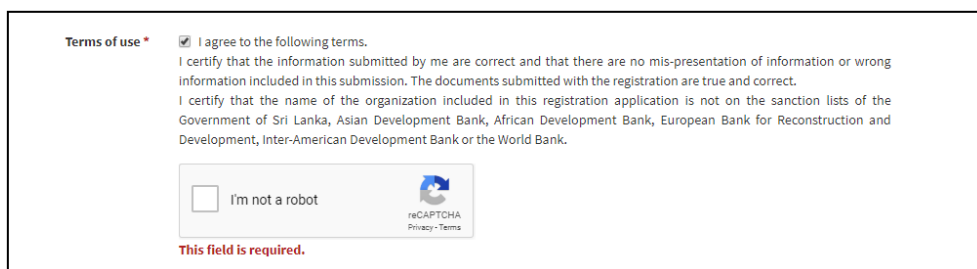 Terms of use * I agree to the following terms.
I certify that the information submitted by me are correct and that there are no mis-presentation of information or wrong
information included in this submission. The documents submitted with the registration are true and correct.
I certify that the name of the organization included in this registration application is not on the sanction lists of the
Government of Sri Lanka, Asian Development Bank, African Development Bank, European Bank for Reconstruction and
Development, Inter-American Development Bank or the World Bank.
I'm not a robot
reCAPTCHA
Privacy - Terms
This field is required.